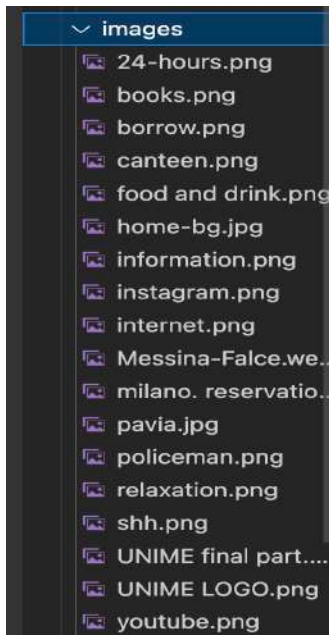 images
24-hours.png
books.png
borrow.png
canteen.png
food and drink.png
home-bg.jpg
information.png
instagram.png
internet.png
Messina-Falce.we...
milano. reservatio...
pavia.jpg
policeman.png
relaxation.png
shh.png
UNIME final part....
UNIME LOGO.png
youtube.png